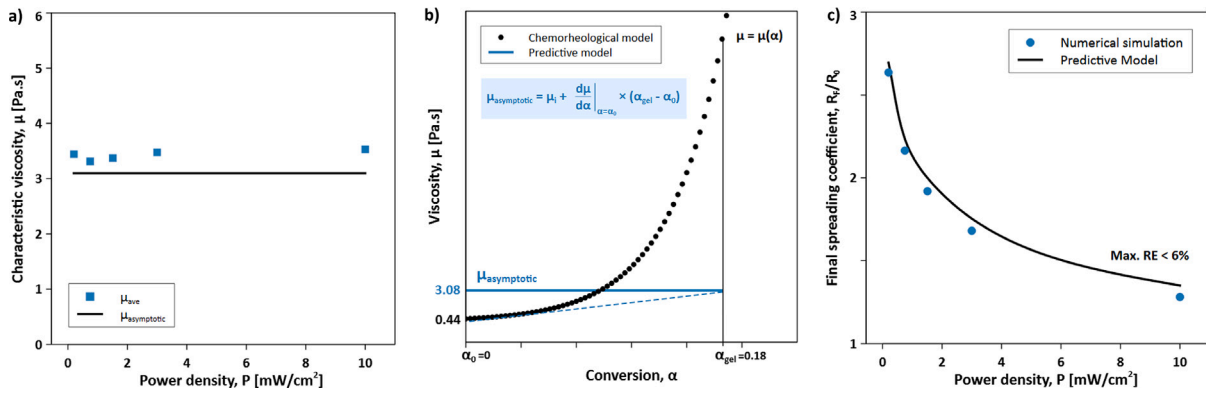 a)
Characteristic viscosity, μ [Pa.s]
6
5
4
3
2
1
0
μave
μasymptotic
0 2 4 6 8 10
Power density, P [mW/cm²]
b)
Viscosity, μ [Pa.s]
Chemorheological model
Predictive model
μ = μ(α)
μasymptotic = μi + dμ/dα|α=α0 × (αgel - α0)
μasymptotic
3.08
0.44
α0 =0
αgel =0.18
Conversion, α
c)
Final spreading coefficient, RF/R0
3
2
1
Numerical simulation
Predictive Model
Max. RE < 6%
0 2 4 6 8 10
Power density, P [mW/cm²]